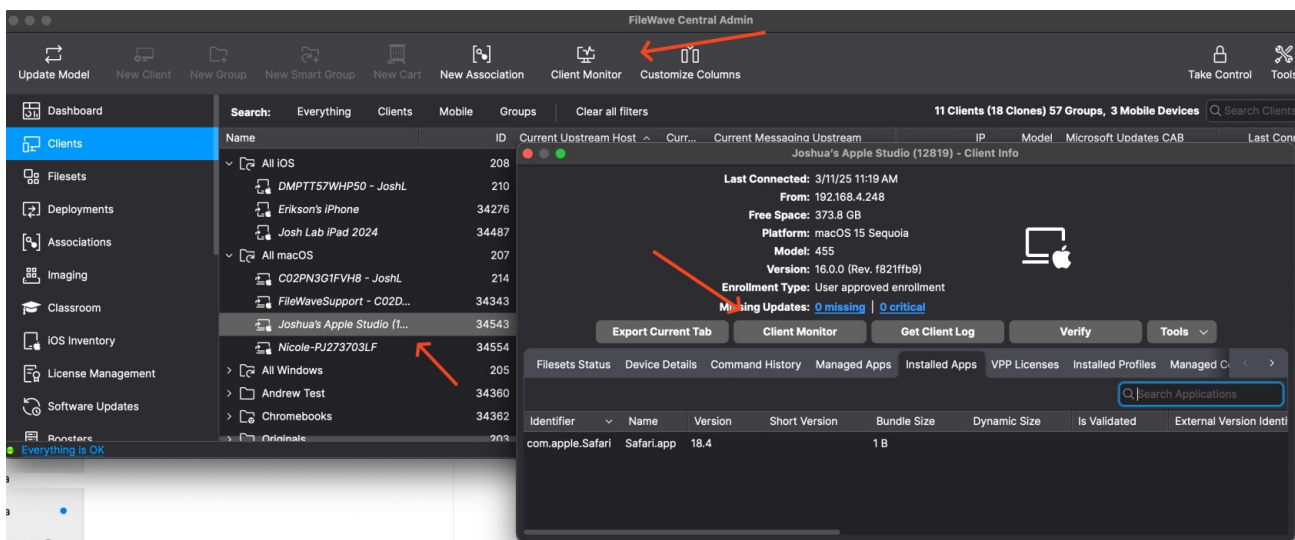 FileWave Central Admin
Update Model New Client New Group New Smart Group New Cart New Association Client Monitor Customize Columns Take Control Tools
Dashboard
Clients
Filesets
Deployments
Associations
Imaging
Classroom
iOS Inventory
License Management
Software Updates
Boosters
Everything is OK
Search: Everything Clients Mobile Groups Clear all filters 11 Clients (18 Clones) 57 Groups, 3 Mobile Devices Search Clients
Name ID Current Upstream Host Curr... Current Messaging Upstream IP Model Microsoft Updates CAB Last Con
All iOS 208
DMPTT57WHP50 - JoshL 210
Erikson's iPhone 34276
Josh Lab iPad 2024 34487
All macOS 207
C02PN3G1FVH8 - JoshL 214
FileWaveSupport - C02D... 34343
Joshua's Apple Studio (1... 34543
Nicole-PJ273703LF 34554
All Windows 205
Andrew Test 34360
Chromebooks 34362
Originals 203
Joshua's Apple Studio (12819) - Client Info
Last Connected: 3/11/25 11:19 AM
From: 192.168.4.248
Free Space: 373.8 GB
Platform: macOS 15 Sequoia
Model: 455
Version: 16.0.0 (Rev. f821ffb9)
Enrollment Type: User approved enrollment
Missing Updates: 0 missing | 0 critical
Export Current Tab Client Monitor Get Client Log Verify Tools
Filesets Status Device Details Command History Managed Apps Installed Apps VPP Licenses Installed Profiles Managed C
Search Applications
Identifier Name Version Short Version Bundle Size Dynamic Size Is Validated External Version Identi
com.apple.Safari Safari.app 18.4 1 B